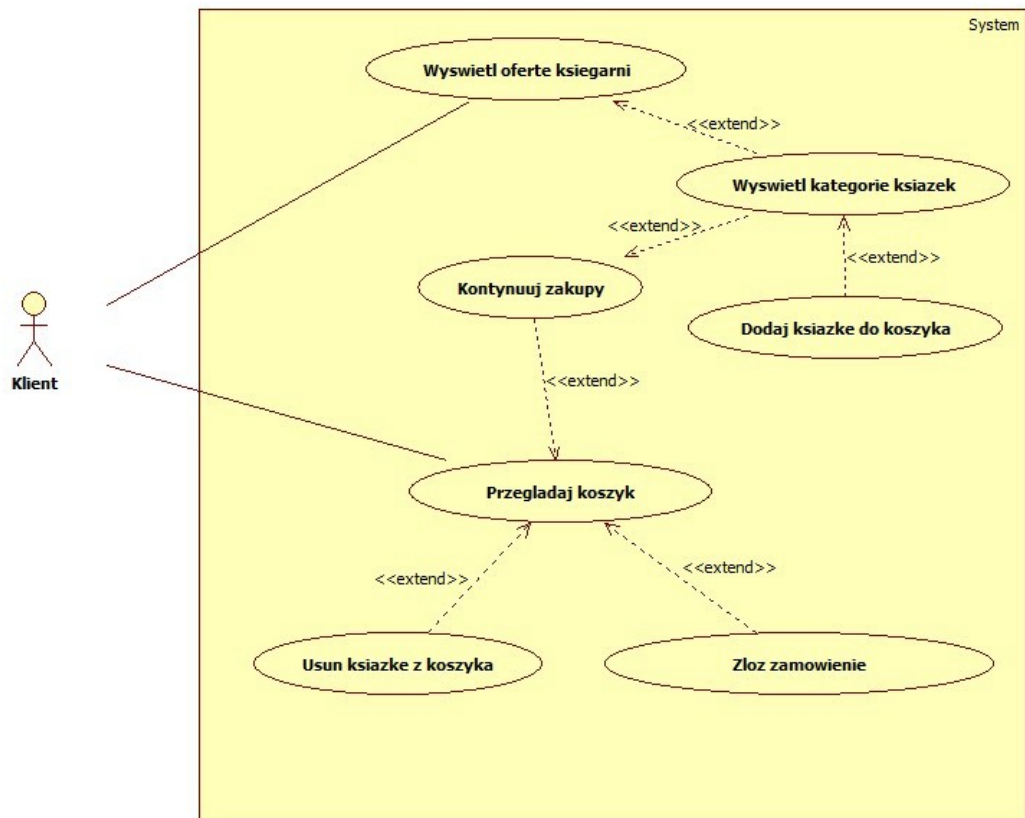 System
Wyswietl oferte ksiegarni
<<extend>>
Wyswietl kategorie ksiazek
<<extend>>
<<extend>>
Kontynuuj zakupy
Dodaj ksiazke do koszyka
Klient
<<extend>>
Przegladaj koszyk
<<extend>>
<<extend>>
Usun ksiazke z koszyka
Zloz zamowienie